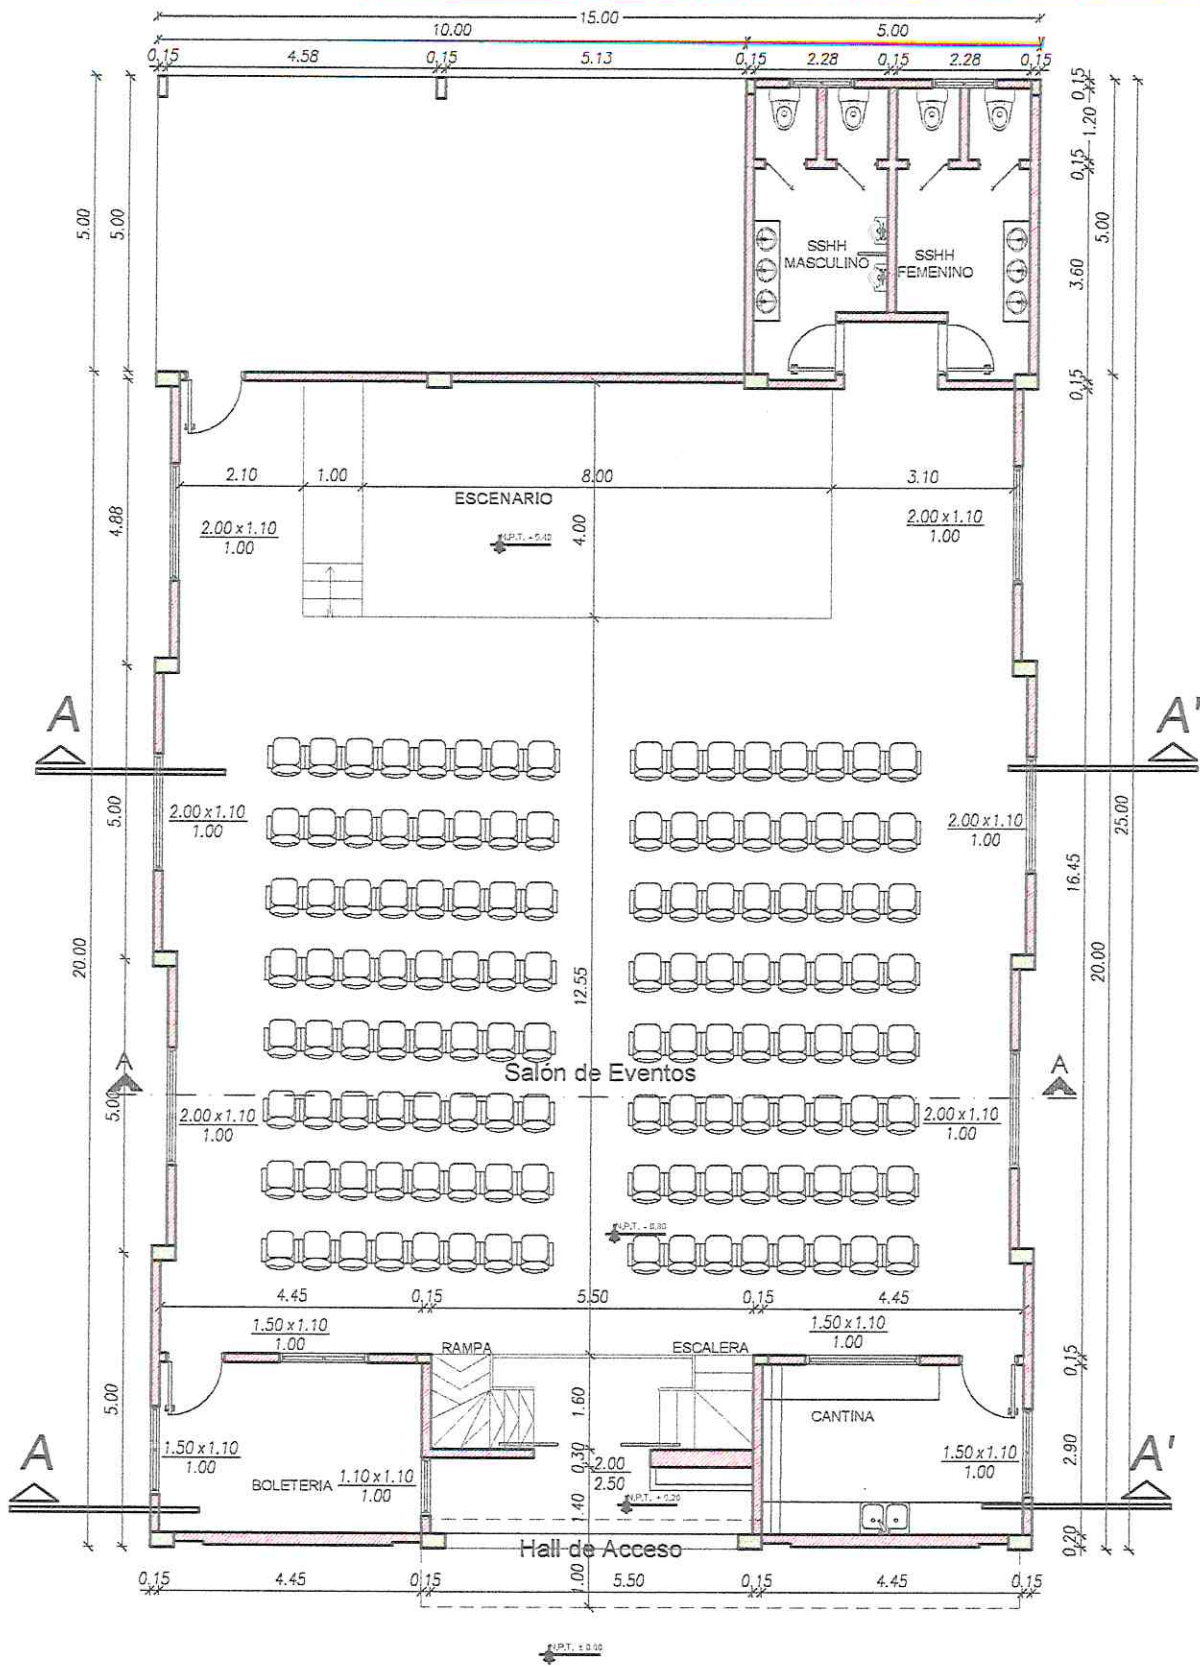 15.00
10.00
5.00
0,15
4.58
0,15
5.13
0,15
2.28
0,15
2.28
0,15
0,15
1.20
0,15
5.00
5.00
5.00
3.60
SSHH
MASCULINO
SSHH
FEMENINO
0,15
2.10
1.00
8.00
3.10
ESCENARIO
4.88
2.00 x 1.10
1.00
4.00
2.00 x 1.10
1.00
A
A'
5.00
2.00 x 1.10
1.00
2.00 x 1.10
1.00
25.00
16.45
20.00
12.55
20.00
A
Salón de Eventos
A
5.00
2.00 x 1.10
1.00
2.00 x 1.10
1.00
4.45
0,15
5.50
0,15
4.45
1.50 x 1.10
1.00
1.50 x 1.10
1.00
RAMPA
ESCALERA
0,15
5.00
1.60
CANTINA
A
1.50 x 1.10
1.00
BOLETERIA
1.10 x 1.10
1.00
0.30
2.00
2.50
1.50 x 1.10
1.00
2.90
A'
1.40
N.P.T. + 0.20
Hall de Acceso
0,20
1.00
0,15
4.45
0,15
5.50
0,15
4.45
0,15
N.P.T. ± 0.00